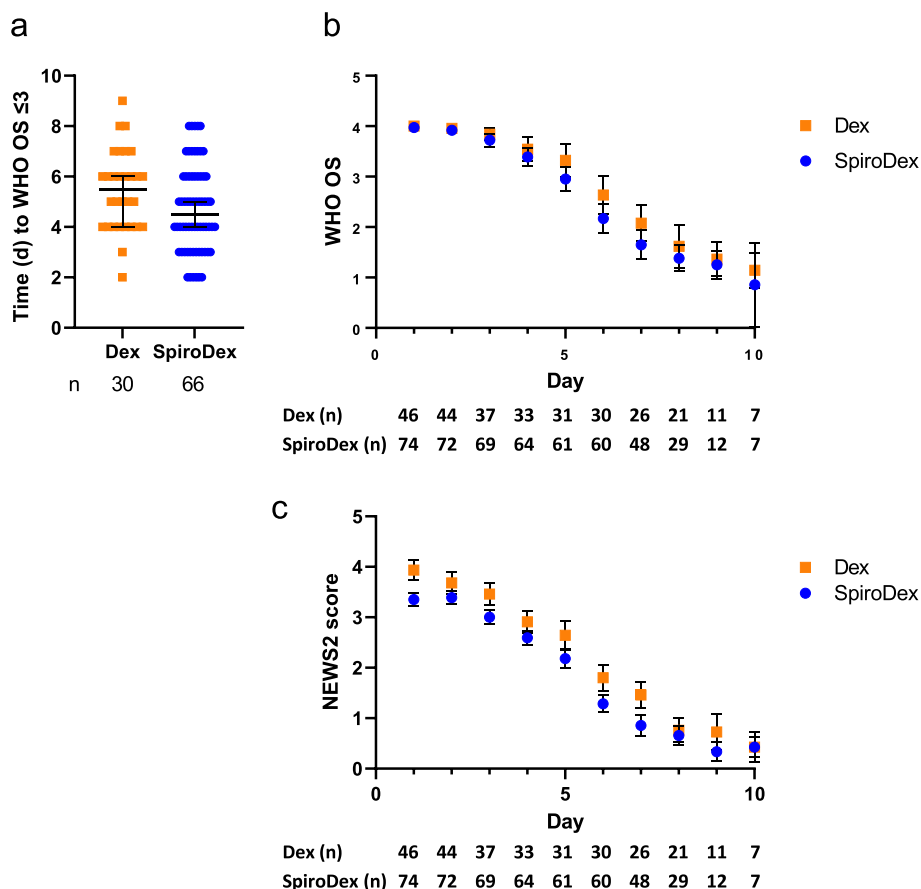 a
Time (d) to WHO OS ≤3
10
8
6
4
2
0
Dex SpiroDex
n 30 66
b
WHO OS
5
4
3
2
1
0
0 5 10
Day
Dex
SpiroDex
Dex (n) 46 44 37 33 31 30 26 21 11 7
SpiroDex (n) 74 72 69 64 61 60 48 29 12 7
c
NEWS2 score
5
4
3
2
1
0
0 5 10
Day
Dex
SpiroDex
Dex (n) 46 44 37 33 31 30 26 21 11 7
SpiroDex (n) 74 72 69 64 61 60 48 29 12 7